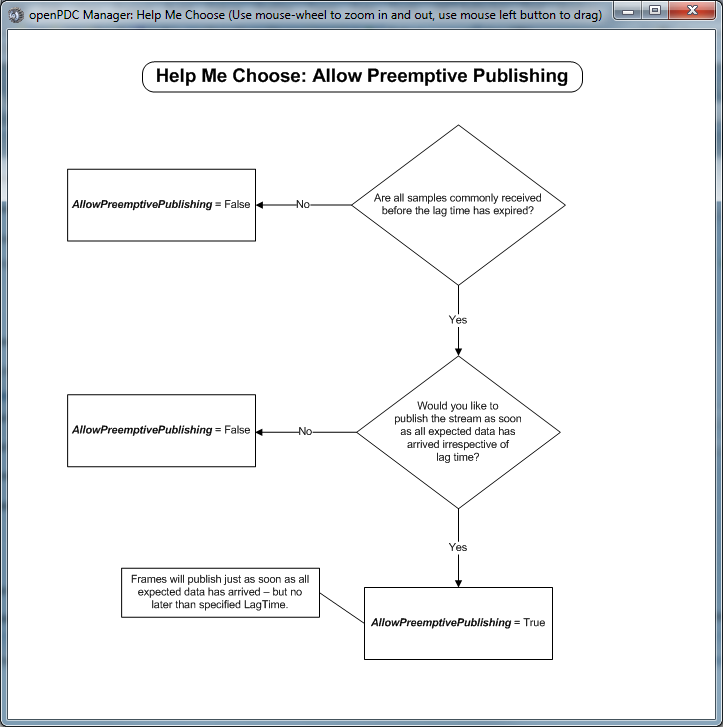 openPDC Manager: Help Me Choose (Use mouse-wheel to zoom in and out, use mouse left button to drag)
Help Me Choose: Allow Preemptive Publishing
Are all samples commonly received
before the lag time has expired?
No
AllowPreemptivePublishing = False
Yes
Would you like to
publish the stream as soon
as all expected data has
arrived irrespective of
lag time?
No
AllowPreemptivePublishing = False
Yes
Frames will publish just as soon as all
expected data has arrived – but no
later than specified LagTime.
AllowPreemptivePublishing = True